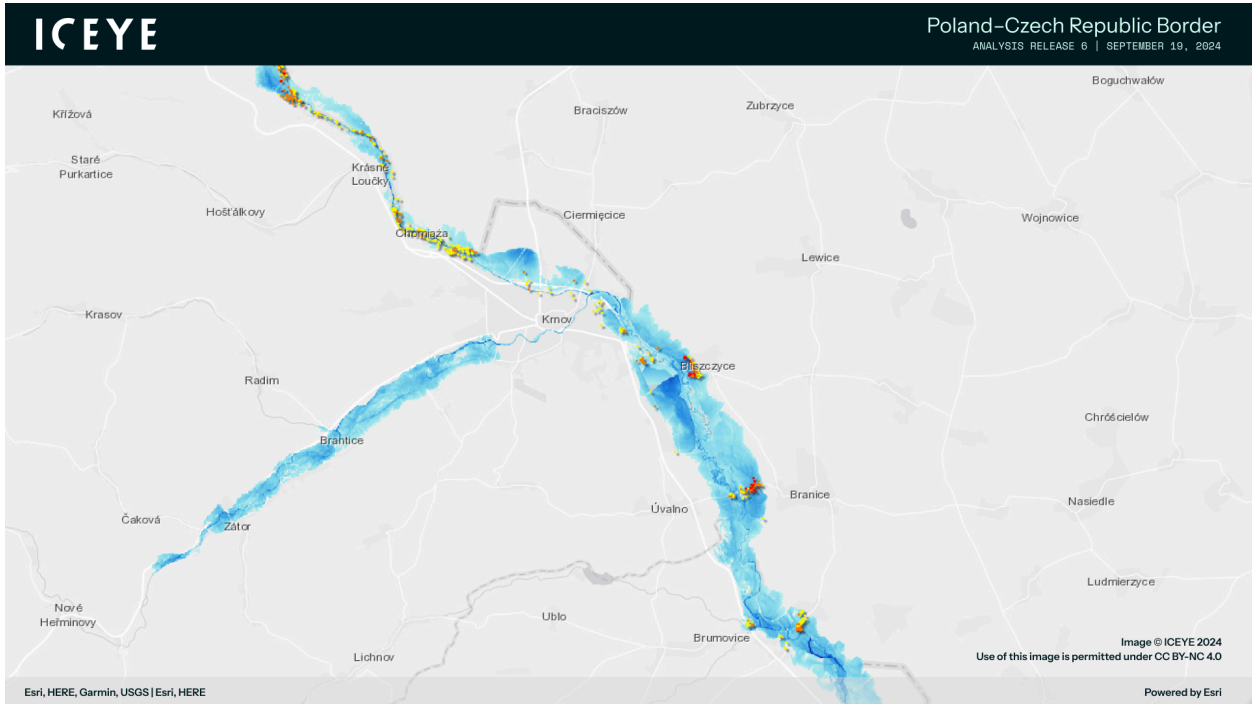 ICEYE
Poland–Czech Republic Border
ANALYSIS RELEASE 6 | SEPTEMBER 19, 2024
Boguchwałów
Zubrzyce
Braciszów
Křížová
Staré
Purkartice
Krásné
Loučky
Hošťálkovy
Ciermięcice
Wojnowice
Chomiąża
Lewice
Krasov
Krnov
Bliszczyce
Radim
Chróścielów
Brantice
Branice
Nasiedle
Úvalno
Čaková
Zátor
Ludmierzyce
Nové
Heřminovy
Ublo
Brumovice
Lichnov
Image © ICEYE 2024
Use of this image is permitted under CC BY-NC 4.0
Esri, HERE, Garmin, USGS | Esri, HERE
Powered by Esri